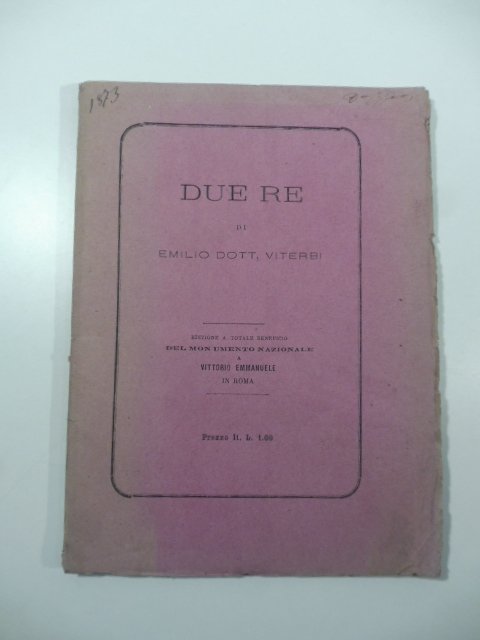 1873
DUE RE
DI
EMILIO DOTT, VITERBI
EDIZIONE A TOTALE BENEFICIO
DEL MONUMENTO NAZIONALE
A
VITTORIO EMMANUELE
IN ROMA
Prezzo It. L. 1.00